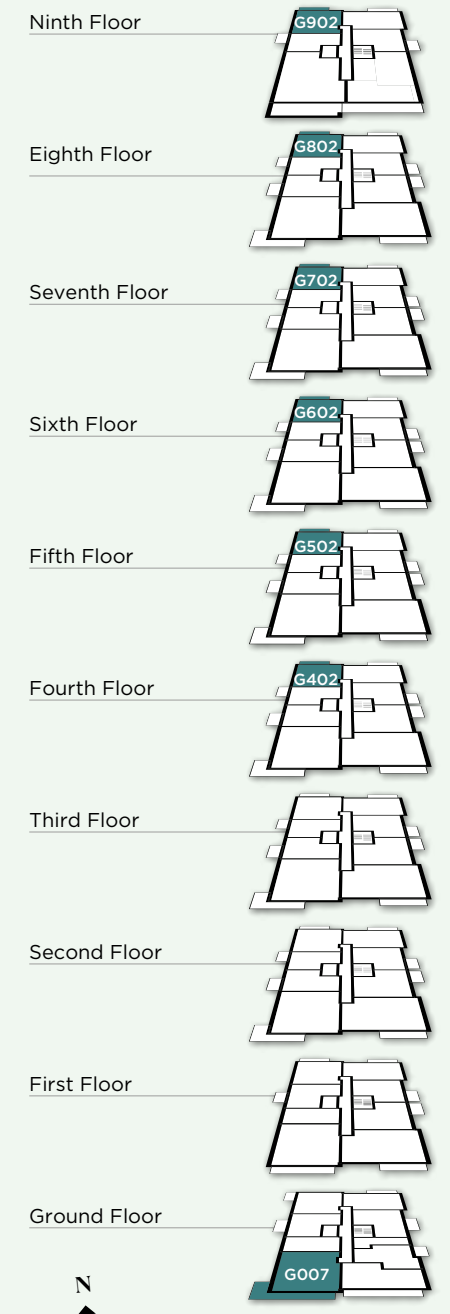 Ninth Floor
G902
Eighth Floor
G802
Seventh Floor
G702
Sixth Floor
G602
Fifth Floor
G502
Fourth Floor
G402
Third Floor
Second Floor
First Floor
Ground Floor
G007
N